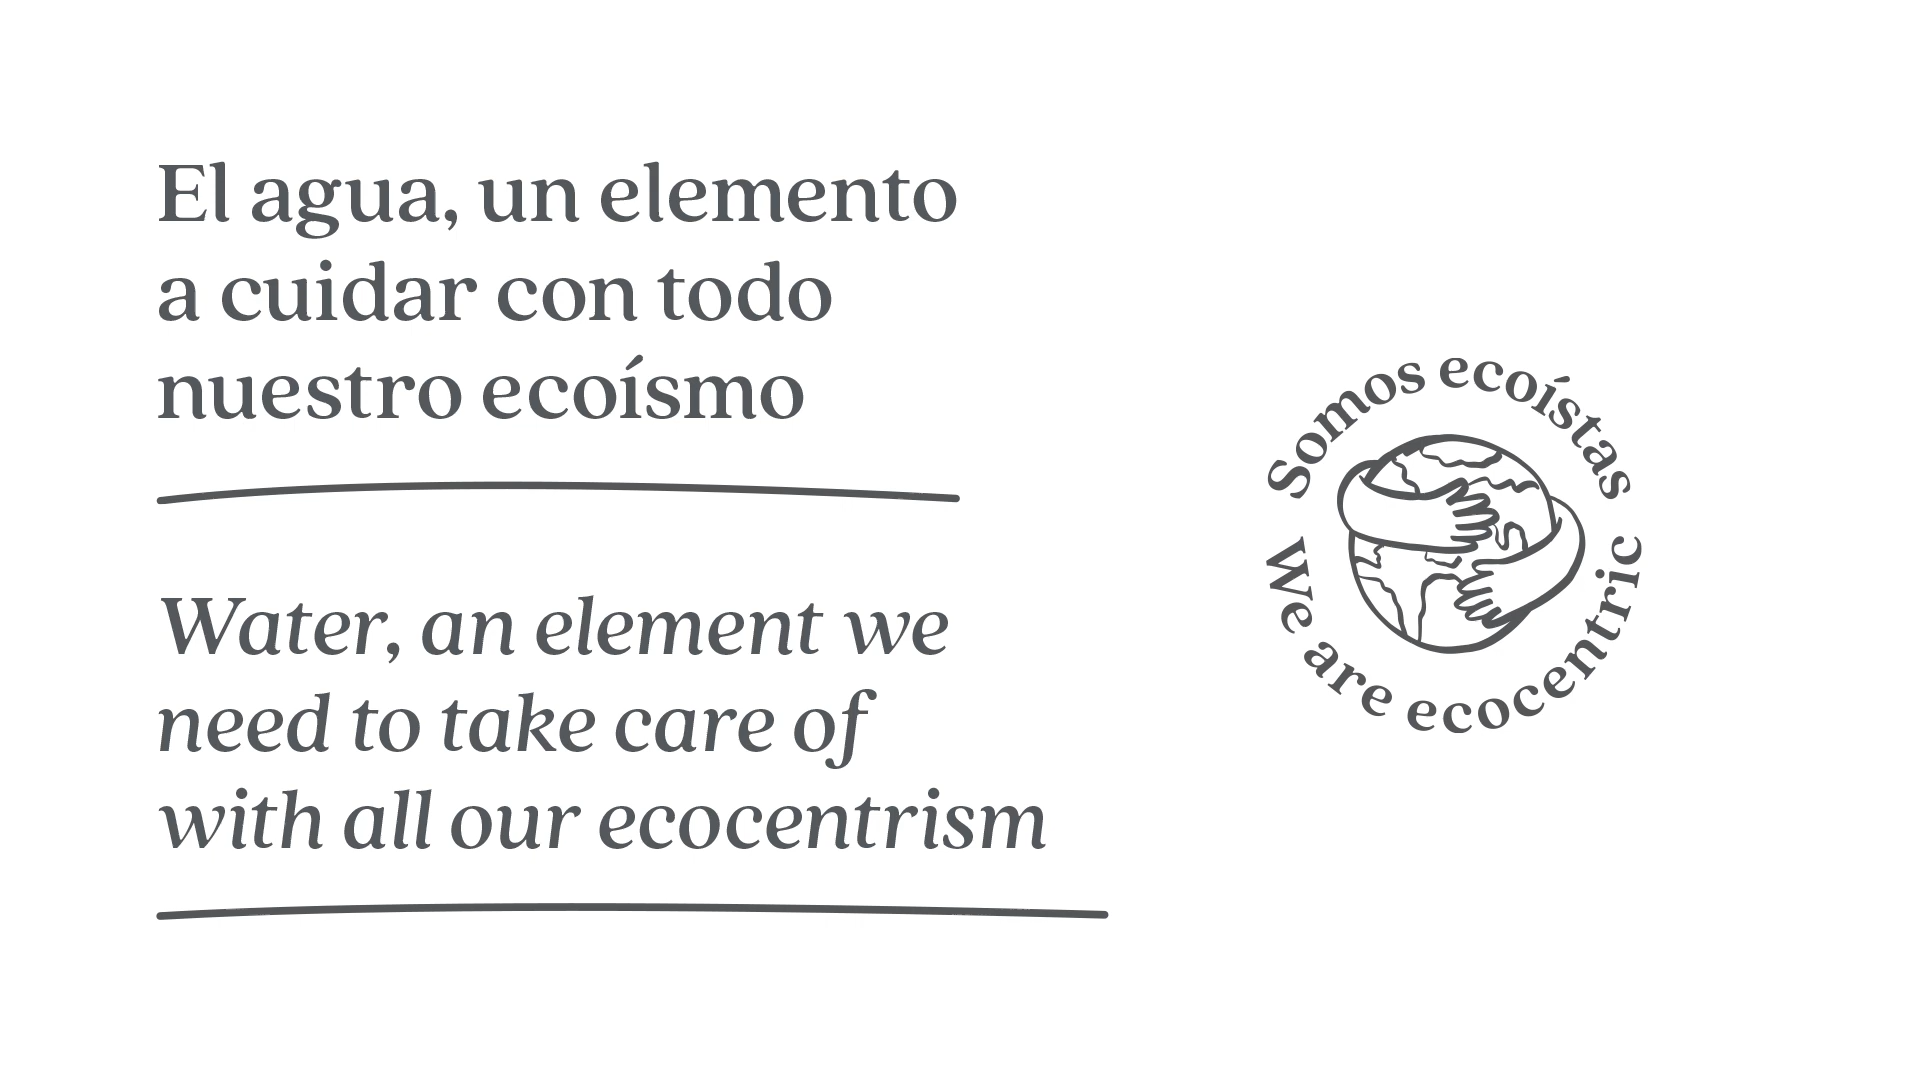 El agua, un elemento
a cuidar con todo
nuestro ecoísmo
Water, an element we
need to take care of
with all our ecocentrism
Somos ecoístas
We are ecocentric